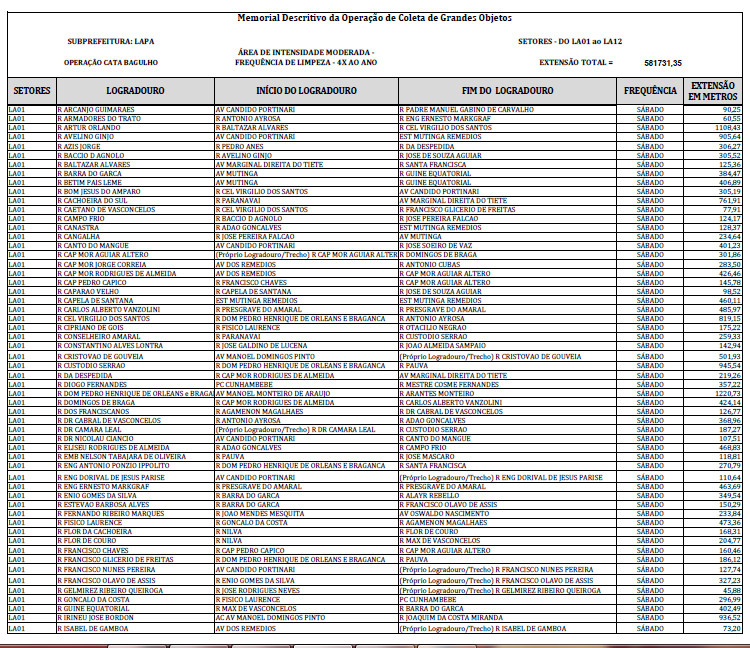 Memorial Descritivo da Operação de Coleta de Grandes Objetos
SUBPREFEITURA: LAPA
SETORES - DO LA01 ao LA12
ÁREA DE INTENSIDADE MODERADA -
OPERAÇÃO CATA BAGULHO
FREQUÊNCIA DE LIMPEZA - 4X AO ANO
EXTENSÃO TOTAL = 581731,35
SETORES LOGRADOURO INÍCIO DO LOGRADOURO FIM DO LOGRADOURO FREQUÊNCIA EXTENSÃO EM METROS
LA01 R ARCANJO GUIMARAES AV CANDIDO PORTINARI R PADRE MANUEL GABINO DE CARVALHO SÁBADO 90,25
LA01 R ARMADORES DO TRATO R ANTONIO AYROSA R ENG ERNESTO MARKGRAF SÁBADO 60,55
LA01 R ARTUR ORLANDO R BALTAZAR ALVARES R CEL VIRGILIO DOS SANTOS SÁBADO 1108,43
LA01 R AVELINO GINJO AV CANDIDO PORTINARI EST MUTINGA REMEDIOS SÁBADO 905,64
LA01 R AZIS JORGE R PEDRO ANES R DA DESPEDIDA SÁBADO 306,27
LA01 R BACCIO D AGNOLO R AVELINO GINJO R JOSE DE SOUZA AGUIAR SÁBADO 305,52
LA01 R BALTAZAR ALVARES AV MARGINAL DIREITA DO TIETE R SANTA FRANCISCA SÁBADO 125,36
LA01 R BARRA DO GARCA AV MUTINGA R GUINE EQUATORIAL SÁBADO 384,47
LA01 R BETIM PAIS LEME AV MUTINGA R GUINE EQUATORIAL SÁBADO 406,89
LA01 R BOM JESUS DO AMPARO R CEL VIRGILIO DOS SANTOS AV CANDIDO PORTINARI SÁBADO 305,19
LA01 R CACHOEIRA DO SUL R PARANAVAI AV MARGINAL DIREITA DO TIETE SÁBADO 761,91
LA01 R CAETANO DE VASCONCELOS R CEL VIRGILIO DOS SANTOS R FRANCISCO GLICERIO DE FREITAS SÁBADO 77,91
LA01 R CAMPO FRIO R BACCIO D AGNOLO R JOSE PEREIRA FALCAO SÁBADO 124,17
LA01 R CANASTRA R ADAO GONCALVES EST MUTINGA REMEDIOS SÁBADO 128,37
LA01 R CANGALHA R JOSE PEREIRA FALCAO AV MUTINGA SÁBADO 234,64
LA01 R CANTO DO MANGUE AV CANDIDO PORTINARI R JOSE SOEIRO DE VAZ SÁBADO 401,23
LA01 R CAP MOR AGUIAR ALTERO (Próprio Logradouro/Trecho) R CAP MOR AGUIAR ALTER R DOMINGOS DE BRAGA SÁBADO 301,86
LA01 R CAP MOR JORGE CORREIA AV DOS REMEDIOS R ANTONIO CUBAS SÁBADO 283,50
LA01 R CAP MOR RODRIGUES DE ALMEIDA AV DOS REMEDIOS R CAP MOR AGUIAR ALTERO SÁBADO 426,46
LA01 R CAP PEDRO CAPICO R FRANCISCO CHAVES R CAP MOR AGUIAR ALTERO SÁBADO 145,78
LA01 R CAPARAO VELHO R CAPELA DE SANTANA R JOSE DE SOUZA AGUIAR SÁBADO 98,52
LA01 R CAPELA DE SANTANA EST MUTINGA REMEDIOS EST MUTINGA REMEDIOS SÁBADO 460,11
LA01 R CARLOS ALBERTO VANZOLINI R PRESGRAVE DO AMARAL R PRESGRAVE DO AMARAL SÁBADO 485,97
LA01 R CEL VIRGILIO DOS SANTOS R DOM PEDRO HENRIQUE DE ORLEANS E BRAGANCA R ANTONIO AYROSA SÁBADO 819,15
LA01 R CIPRIANO DE GOIS R FISICO LAURENCE R OTACILIO NEGRAO SÁBADO 175,22
LA01 R CONSELHEIRO AMARAL R PARANAVAI R CUSTODIO SERRAO SÁBADO 259,33
LA01 R CONSTANTINO ALVES LONTRA R JOSE GALDINO DE LUCENA R JOAO ALMEIDA SAMPAIO SÁBADO 142,94
LA01 R CRISTOVAO DE GOUVEIA AV MANOEL DOMINGOS PINTO (Próprio Logradouro/Trecho) R CRISTOVAO DE GOUVEIA SÁBADO 501,93
LA01 R CUSTODIO SERRAO R DOM PEDRO HENRIQUE DE ORLEANS E BRAGANCA R PAUVA SÁBADO 945,54
LA01 R DA DESPEDIDA R CAP MOR RODRIGUES DE ALMEIDA AV MARGINAL DIREITA DO TIETE SÁBADO 219,26
LA01 R DIOGO FERNANDES PC CUNHAMBEBE R MESTRE COSME FERNANDES SÁBADO 357,22
LA01 R DOM PEDRO HENRIQUE DE ORLEANS e BRAGA AV MANOEL MONTEIRO DE ARAUJO R ARANTES MONTEIRO SÁBADO 1220,73
LA01 R DOMINGOS DE BRAGA R CAP MOR RODRIGUES DE ALMEIDA R CARLOS ALBERTO VANZOLINI SÁBADO 424,14
LA01 R DOS FRANCISCANOS R AGAMENON MAGALHAES R DR CABRAL DE VASCONCELOS SÁBADO 126,77
LA01 R DR CABRAL DE VASCONCELOS R ANTONIO AYROSA R ADAO GONCALVES SÁBADO 368,96
LA01 R DR CAMARA LEAL (Próprio Logradouro/Trecho) R DR CAMARA LEAL R CUSTODIO SERRAO SÁBADO 187,27
LA01 R DR NICOLAU CIANCIO AV CANDIDO PORTINARI R CANTO DO MANGUE SÁBADO 107,51
LA01 R ELISEU RODRIGUES DE ALMEIDA R ADAO GONCALVES R CAMPO FRIO SÁBADO 468,83
LA01 R EMB NELSON TABAJARA DE OLIVEIRA R PAUVA R JOSE MASCARO SÁBADO 118,81
LA01 R ENG ANTONIO PONZIO IPPOLITO R DOM PEDRO HENRIQUE DE ORLEANS E BRAGANCA R SANTA FRANCISCA SÁBADO 270,79
LA01 R ENG DORIVAL DE JESUS PARISE AV CANDIDO PORTINARI (Próprio Logradouro/Trecho) R ENG DORIVAL DE JESUS PARISE SÁBADO 110,64
LA01 R ENG ERNESTO MARKGRAF R PRESGRAVE DO AMARAL R PRESGRAVE DO AMARAL SÁBADO 463,69
LA01 R ENIO GOMES DA SILVA R BARRA DO GARCA R ALAYR REBELLO SÁBADO 349,54
LA01 R ESTEVAO BARBOSA ALVES R BARRA DO GARCA R FRANCISCO OLAVO DE ASSIS SÁBADO 150,29
LA01 R FERNANDO RIBEIRO MARQUES R JOAO MENDES MESQUITA AV OSWALDO NASCIMENTO SÁBADO 233,84
LA01 R FISICO LAURENCE R GONCALO DA COSTA R AGAMENON MAGALHAES SÁBADO 473,36
LA01 R FLOR DA CACHOEIRA R NILVA R FLOR DE COURO SÁBADO 168,31
LA01 R FLOR DE COURO R NILVA R MAX DE VASCONCELOS SÁBADO 204,77
LA01 R FRANCISCO CHAVES R CAP PEDRO CAPICO R CAP MOR AGUIAR ALTERO SÁBADO 160,46
LA01 R FRANCISCO GLICERIO DE FREITAS R DOM PEDRO HENRIQUE DE ORLEANS E BRAGANCA R PAUVA SÁBADO 186,12
LA01 R FRANCISCO NUNES PEREIRA AV CANDIDO PORTINARI (Próprio Logradouro/Trecho) R FRANCISCO NUNES PEREIRA SÁBADO 127,74
LA01 R FRANCISCO OLAVO DE ASSIS R ENIO GOMES DA SILVA (Próprio Logradouro/Trecho) R FRANCISCO OLAVO DE ASSIS SÁBADO 327,23
LA01 R GELMIREZ RIBEIRO QUEIROGA R JOSE RODRIGUES NEVES (Próprio Logradouro/Trecho) R GELMIREZ RIBEIRO QUEIROGA SÁBADO 45,88
LA01 R GONCALO DA COSTA R FISICO LAURENCE PC CUNHAMBEBE SÁBADO 296,99
LA01 R GUINE EQUATORIAL R MAX DE VASCONCELOS R BARRA DO GARCA SÁBADO 402,49
LA01 R IRINEU JOSE BORDON AC AV MANOEL DOMINGOS PINTO R JOAQUIM DA COSTA MIRANDA SÁBADO 936,52
LA01 R ISABEL DE GAMBOA AV DOS REMEDIOS (Próprio Logradouro/Trecho) R ISABEL DE GAMBOA SÁBADO 73,20